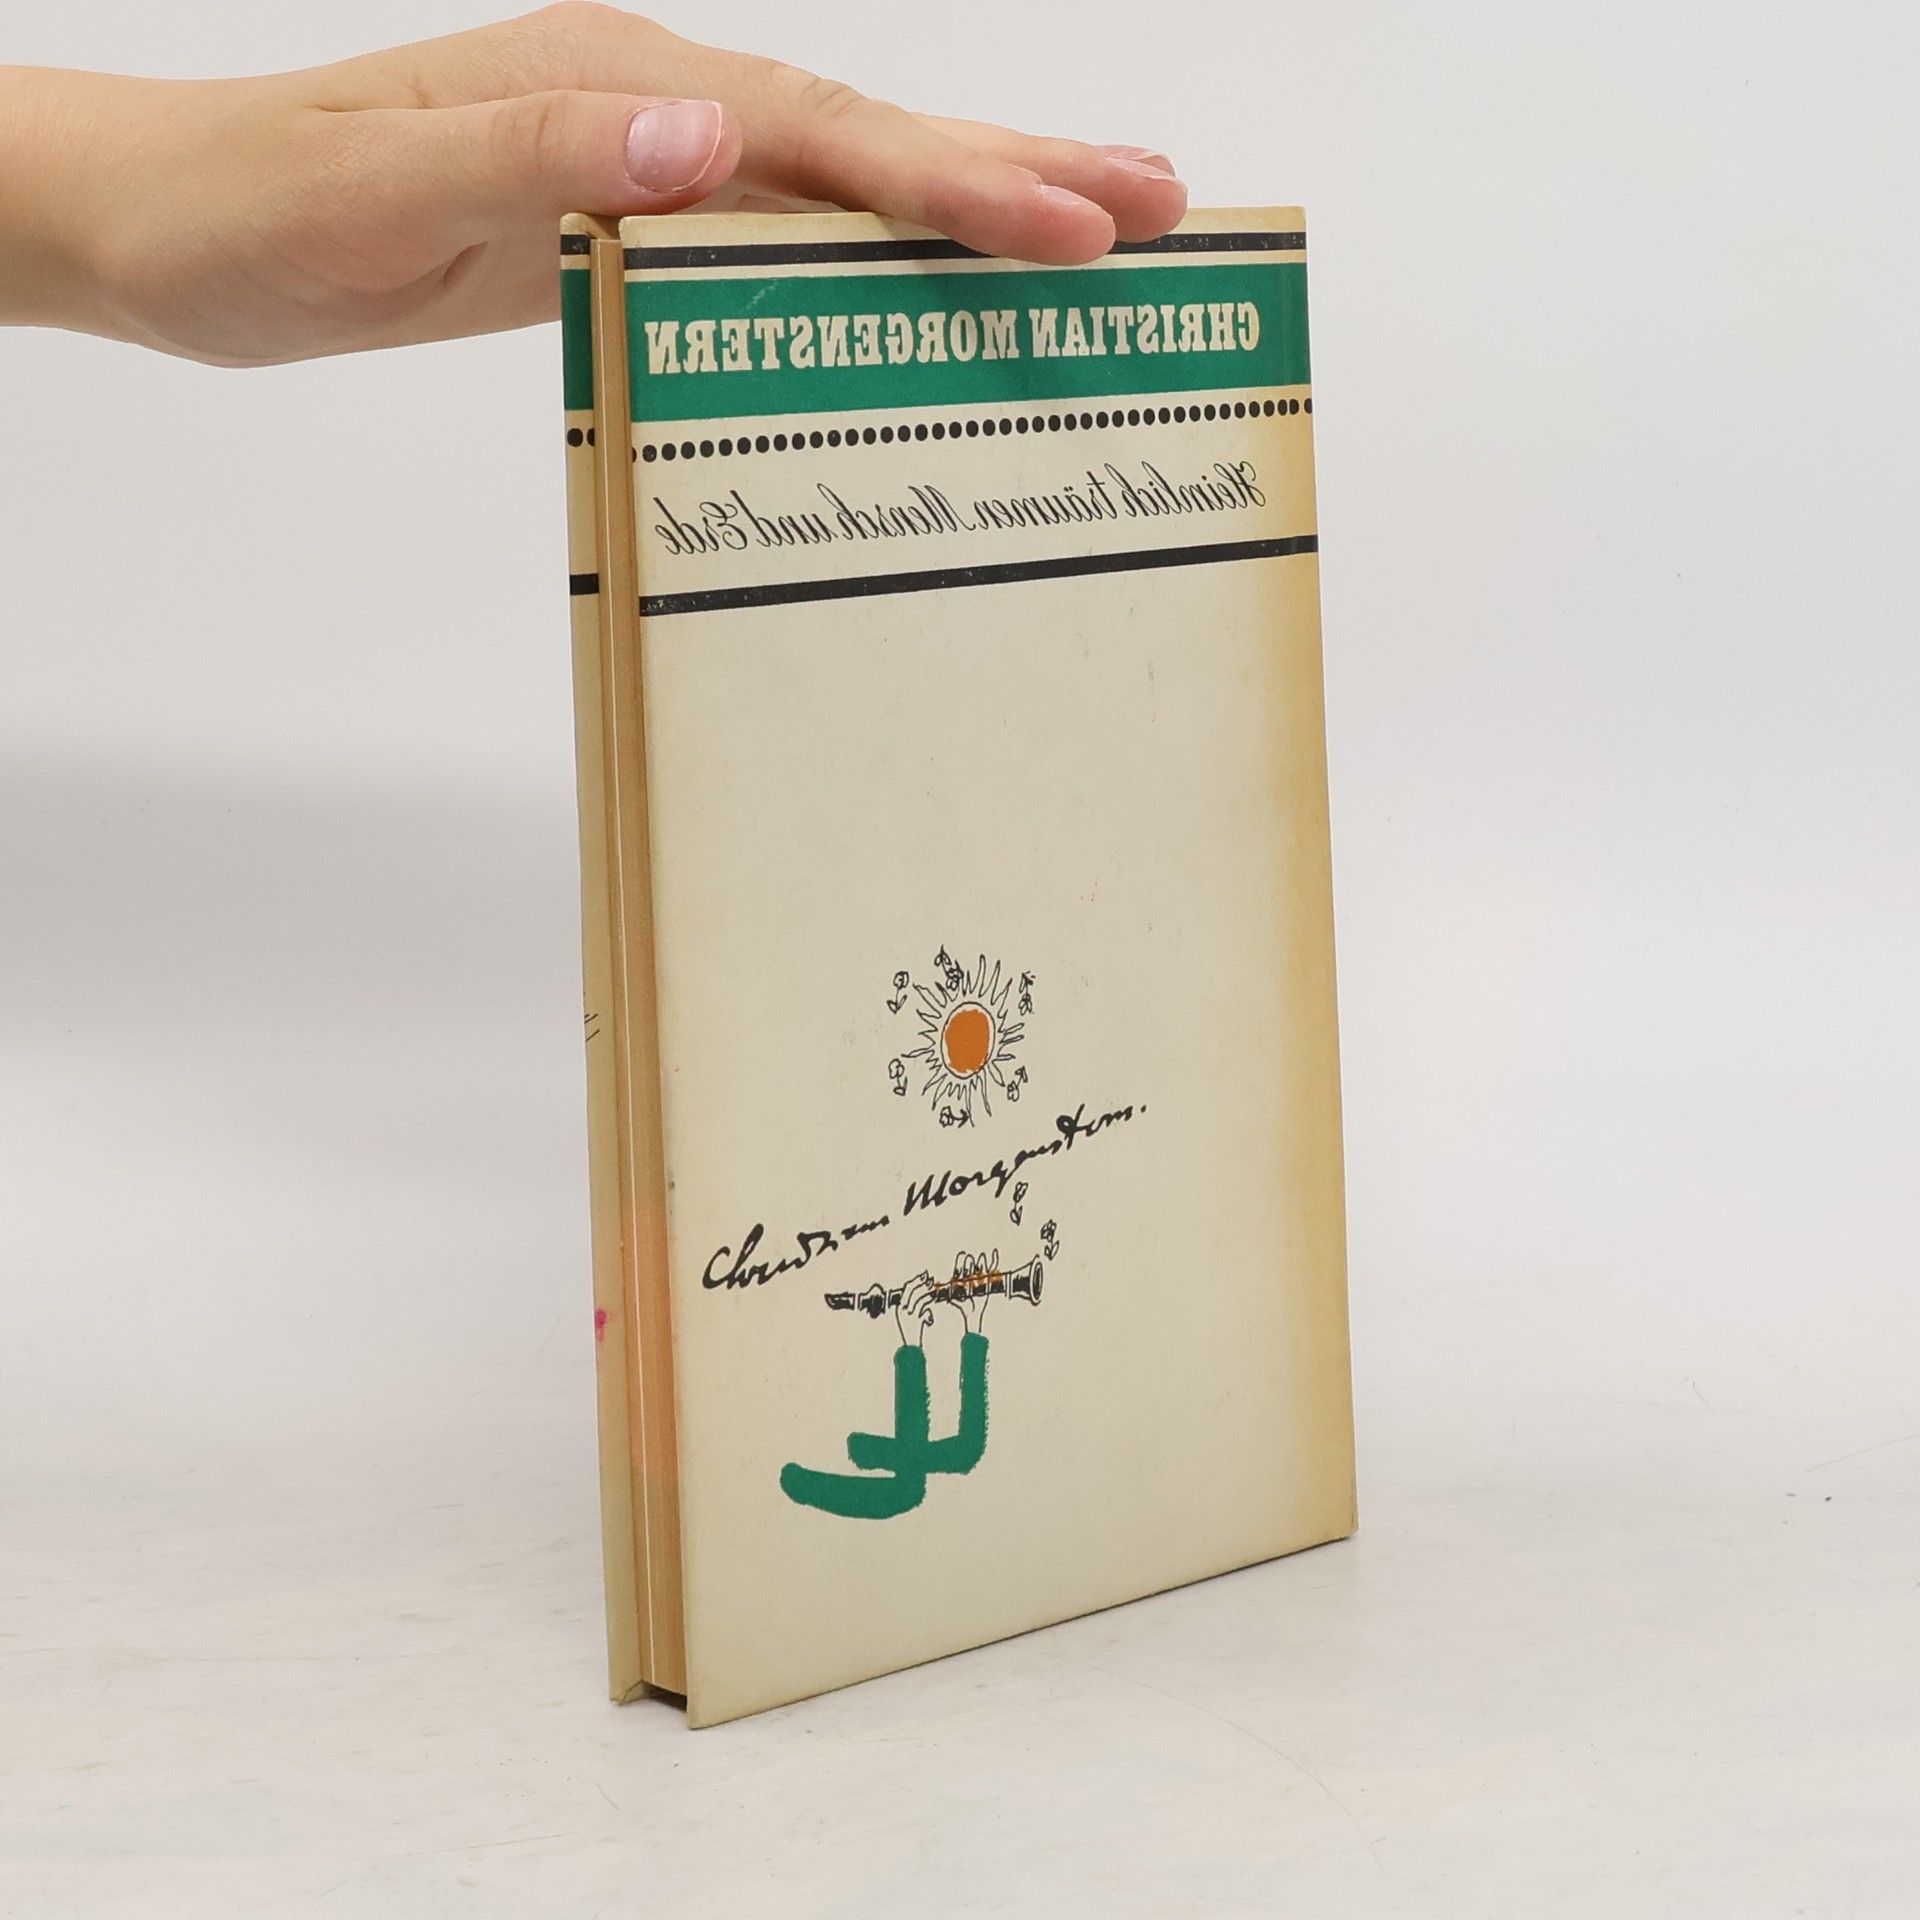 CHRISTIAN MORGENSTERN
Heimlich träumen Mensch und Erde
Christian Morgenstern.